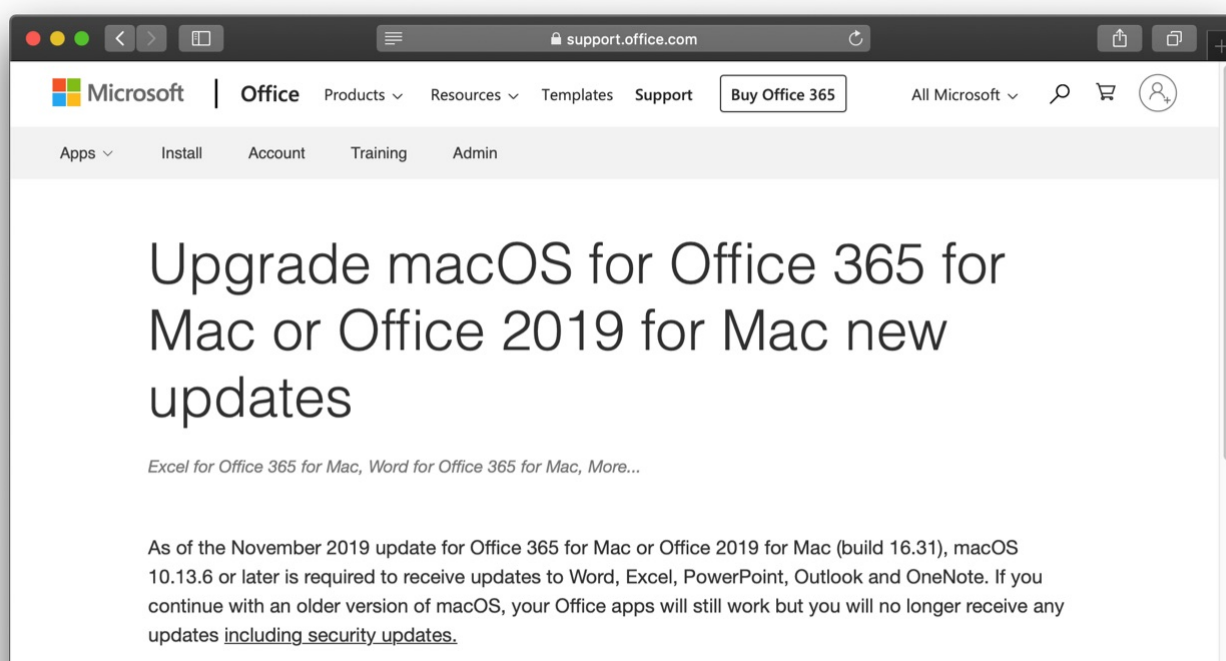 support.office.com
Microsoft | Office Products Resources Templates Support Buy Office 365 All Microsoft
Apps Install Account Training Admin
Upgrade macOS for Office 365 for
Mac or Office 2019 for Mac new
updates
Excel for Office 365 for Mac, Word for Office 365 for Mac, More...
As of the November 2019 update for Office 365 for Mac or Office 2019 for Mac (build 16.31), macOS
10.13.6 or later is required to receive updates to Word, Excel, PowerPoint, Outlook and OneNote. If you
continue with an older version of macOS, your Office apps will still work but you will no longer receive any
updates including security updates.